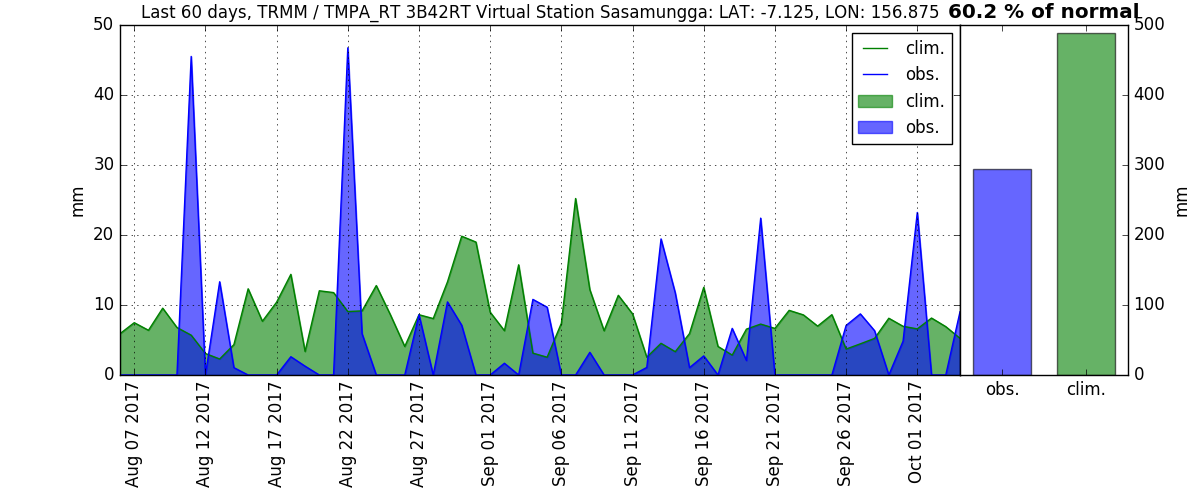 Last 60 days, TRMM / TMPA_RT 3B42RT Virtual Station Sasamungga: LAT: -7.125, LON: 156.875
60.2 % of normal
mm
50
40
30
20
10
0
clim.
obs.
clim.
obs.
500
400
300
200
100
0
mm
Aug 07 2017
Aug 12 2017
Aug 17 2017
Aug 22 2017
Aug 27 2017
Sep 01 2017
Sep 06 2017
Sep 11 2017
Sep 16 2017
Sep 21 2017
Sep 26 2017
Oct 01 2017
obs.
clim.